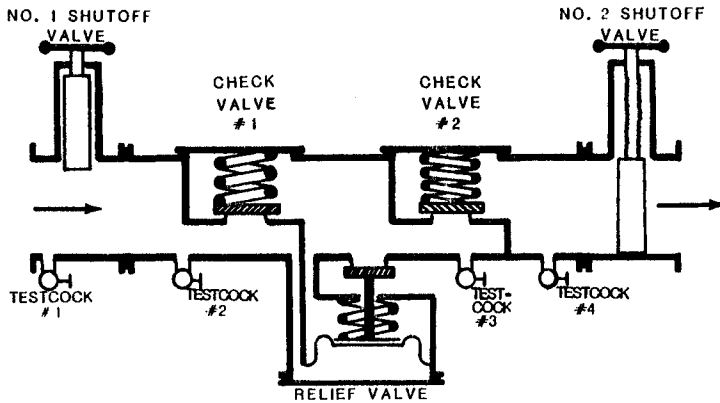 NO. 1 SHUTOFF
VALVE
NO. 2 SHUTOFF
VALVE
CHECK
VALVE
#1
CHECK
VALVE
#2
TESTCOCK
#1
TESTCOCK
#2
TEST-
COCK
#3
TESTCOCK
#4
RELIEF VALVE